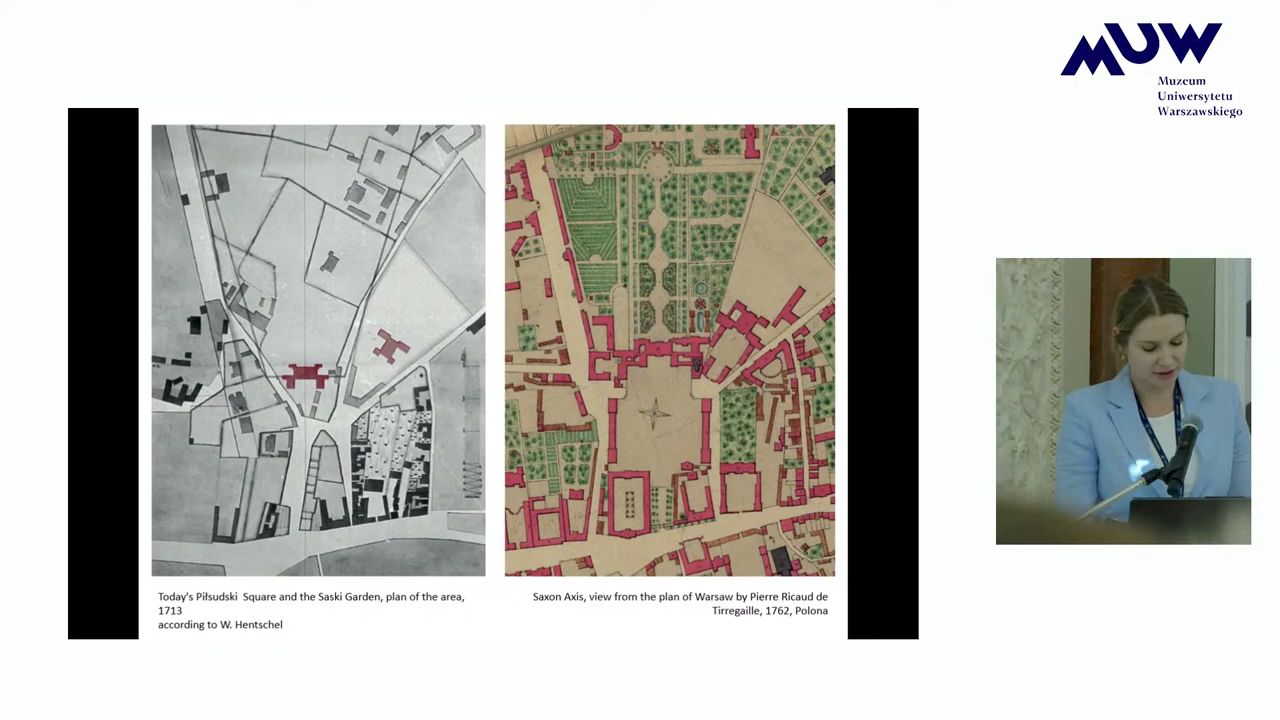 MUW
Muzeum
Uniwersytetu
Warszawskiego
Today's Piłsudski Square and the Saski Garden, plan of the area,
1713
according to W. Hentschel
Saxon Axis, view from the plan of Warsaw by Pierre Ricaud de
Tirregaille, 1762, Polona